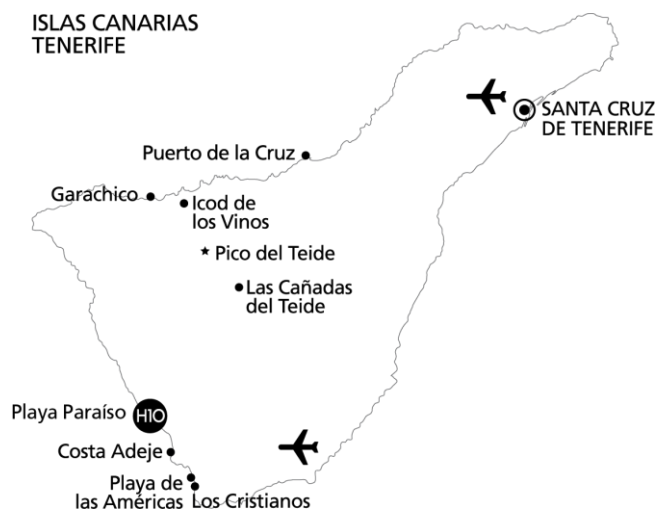 ISLAS CANARIAS
TENERIFE
SANTA CRUZ
DE TENERIFE
Puerto de la Cruz
Garachico
Icod de
los Vinos
Pico del Teide
Las Cañadas
del Teide
Playa Paraíso
H10
Costa Adeje
Playa de
las Américas
Los Cristianos